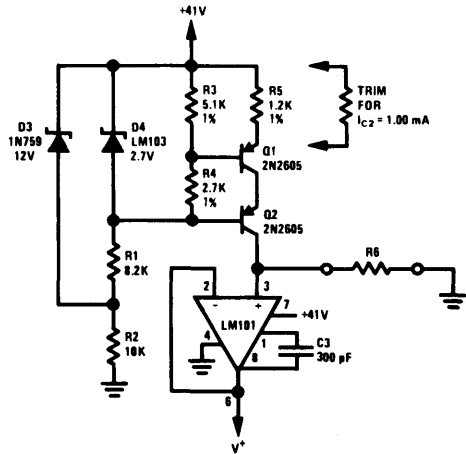 +41V
R3
5.1K
1%
R5
1.2K
1%
TRIM
FOR
IC2 = 1.00 mA
D3
1N759
12V
D4
LM103
2.7V
Q1
2N2605
R4
2.7K
1%
Q2
2N2605
R1
8.2K
R6
2
3
-
+
7
+41V
LM101
4
1
C3
300 pF
8
R2
10K
6
V+